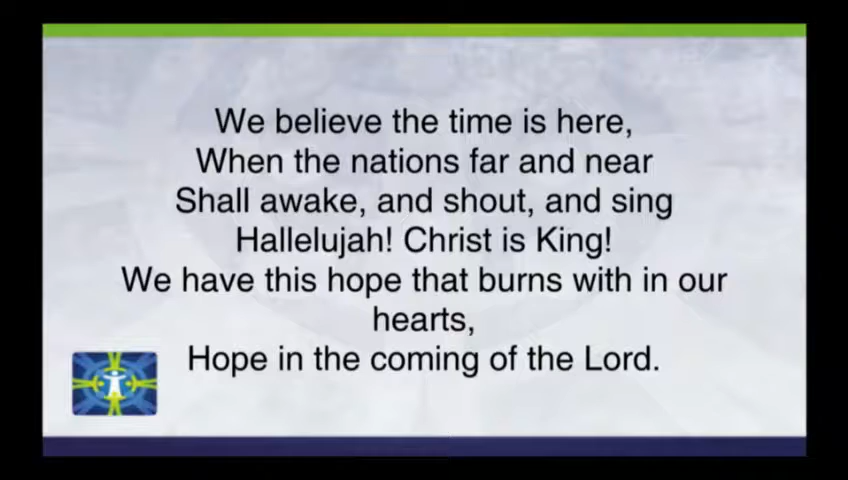 We believe the time is here,
When the nations far and near
Shall awake, and shout, and sing
Hallelujah! Christ is King!
We have this hope that burns with in our
hearts,
Hope in the coming of the Lord.